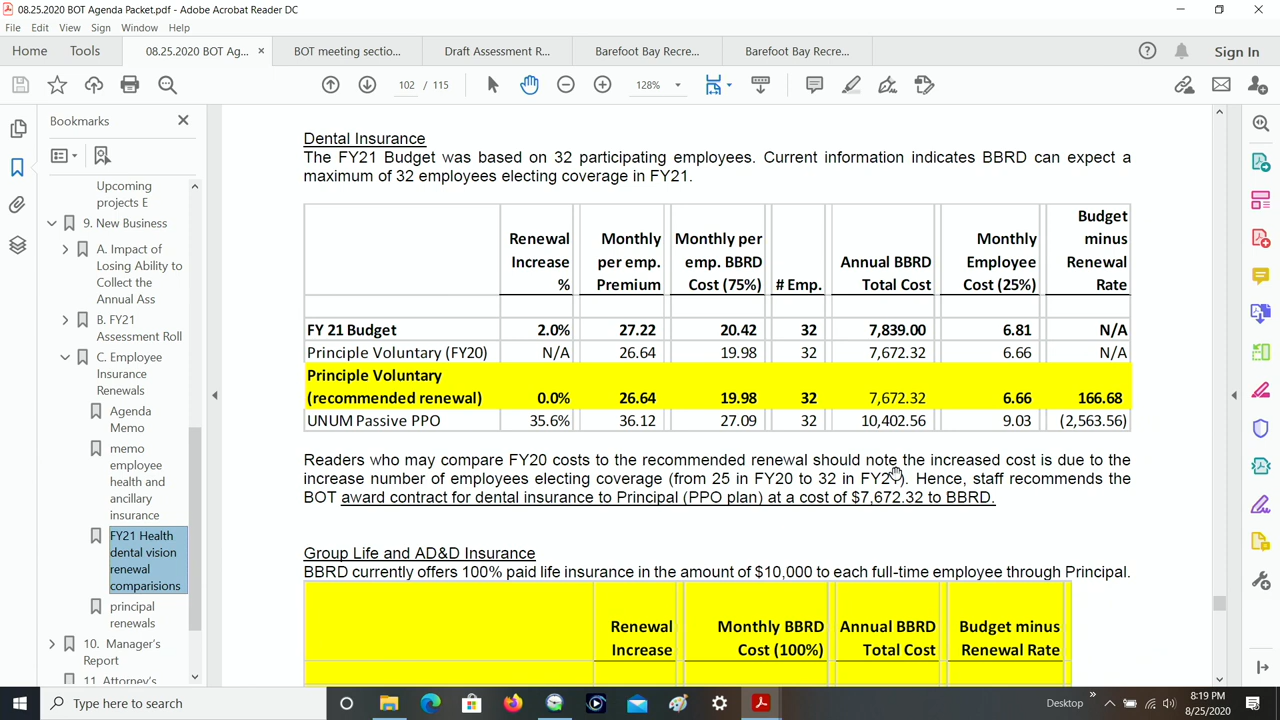 08.25.2020 BOT Agenda Packet.pdf - Adobe Acrobat Reader DC
File Edit View Sign Window Help
Home Tools 08.25.2020 BOT Ag... × BOT meeting sectio... Draft Assessment R... Barefoot Bay Recre... Barefoot Bay Recre... Sign In
102 / 115 128%
Bookmarks
Upcoming
projects E
9. New Business
A. Impact of
Losing Ability to
Collect the
Annual Ass
B. FY21
Assessment Roll
C. Employee
Insurance
Renewals
Agenda
Memo
memo
employee
health and
ancillary
insurance
FY21 Health
dental vision
renewal
comparisions
principal
renewals
10. Manager's
Report
11. Attorney's
Dental Insurance
The FY21 Budget was based on 32 participating employees. Current information indicates BBRD can expect a
maximum of 32 employees electing coverage in FY21.
Renewal Increase % Monthly per emp. Premium Monthly per emp. BBRD Cost (75%) # Emp. Annual BBRD Total Cost Monthly Employee Cost (25%) Budget minus Renewal Rate
FY 21 Budget 2.0% 27.22 20.42 32 7,839.00 6.81 N/A
Principle Voluntary (FY20) N/A 26.64 19.98 32 7,672.32 6.66 N/A
Principle Voluntary
(recommended renewal) 0.0% 26.64 19.98 32 7,672.32 6.66 166.68
UNUM Passive PPO 35.6% 36.12 27.09 32 10,402.56 9.03 (2,563.56)
Readers who may compare FY20 costs to the recommended renewal should note the increased cost is due to the
increase number of employees electing coverage (from 25 in FY20 to 32 in FY21). Hence, staff recommends the
BOT award contract for dental insurance to Principal (PPO plan) at a cost of $7,672.32 to BBRD.
Group Life and AD&D Insurance
BBRD currently offers 100% paid life insurance in the amount of $10,000 to each full-time employee through Principal.
Renewal Increase Monthly BBRD Cost (100%) Annual BBRD Total Cost Budget minus Renewal Rate
Type here to search
Desktop
8:19 PM
8/25/2020